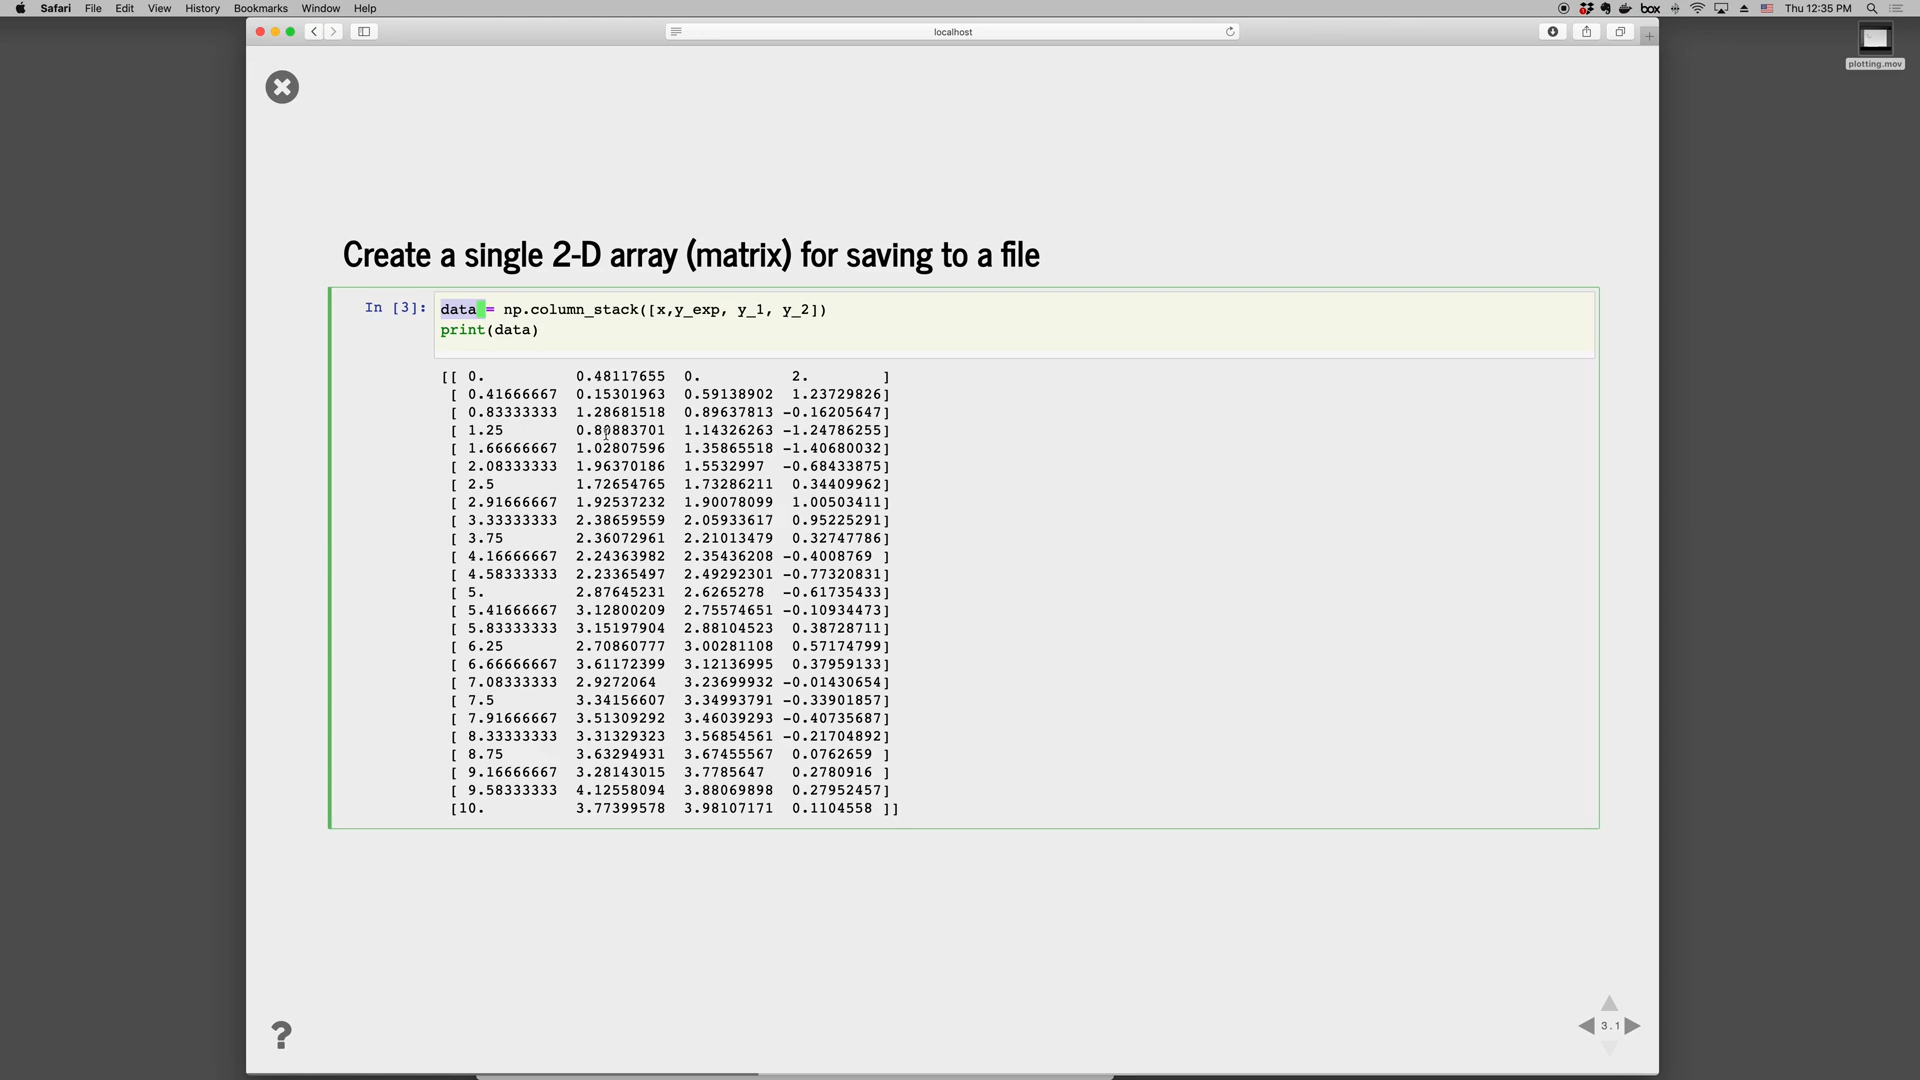 Safari File Edit View History Bookmarks Window Help box Thu 12:35 PM
localhost
plotting.mov
Create a single 2-D array (matrix) for saving to a file
In [3]: data = np.column_stack([x,y_exp, y_1, y_2])
print(data)
[[ 0. 0.48117655 0. 2. ]
[ 0.41666667 0.15301963 0.59138902 1.23729826]
[ 0.83333333 1.28681518 0.89637813 -0.16205647]
[ 1.25 1.14326263 -1.24786255]
[ 1.66666667 1.02807596 1.35865518 -1.40680032]
[ 2.08333333 1.96370186 1.5532997 -0.68433875]
[ 2.5 1.72654765 1.73286211 0.34409962]
[ 2.91666667 1.92537232 1.90078099 1.00503411]
[ 3.33333333 2.38659559 2.05933617 0.95225291]
[ 3.75 2.36072961 2.21013479 0.32747786]
[ 4.16666667 2.24363982 2.35436208 -0.4008769 ]
[ 4.58333333 2.23365497 2.49292301 -0.77320831]
[ 5. 2.87645231 2.6265278 -0.61735433]
[ 5.41666667 3.12800209 2.75574651 -0.10934473]
[ 5.83333333 3.15197904 2.88104523 0.38728711]
[ 6.25 2.70860777 3.00281108 0.57174799]
[ 6.66666667 3.61172399 3.12136995 0.37959133]
[ 7.08333333 2.9272064 3.23699932 -0.01430654]
[ 7.5 3.34156607 3.34993791 -0.33901857]
[ 7.91666667 3.51309292 3.46039293 -0.40735687]
[ 8.33333333 3.31329323 3.56854561 -0.21704892]
[ 8.75 3.63294931 3.67455567 0.0762659 ]
[ 9.16666667 3.28143015 3.7785647 0.2780916 ]
[ 9.58333333 4.12558094 3.88069898 0.27952457]
[10. 3.77399578 3.98107171 0.1104558 ]]
?
3.1